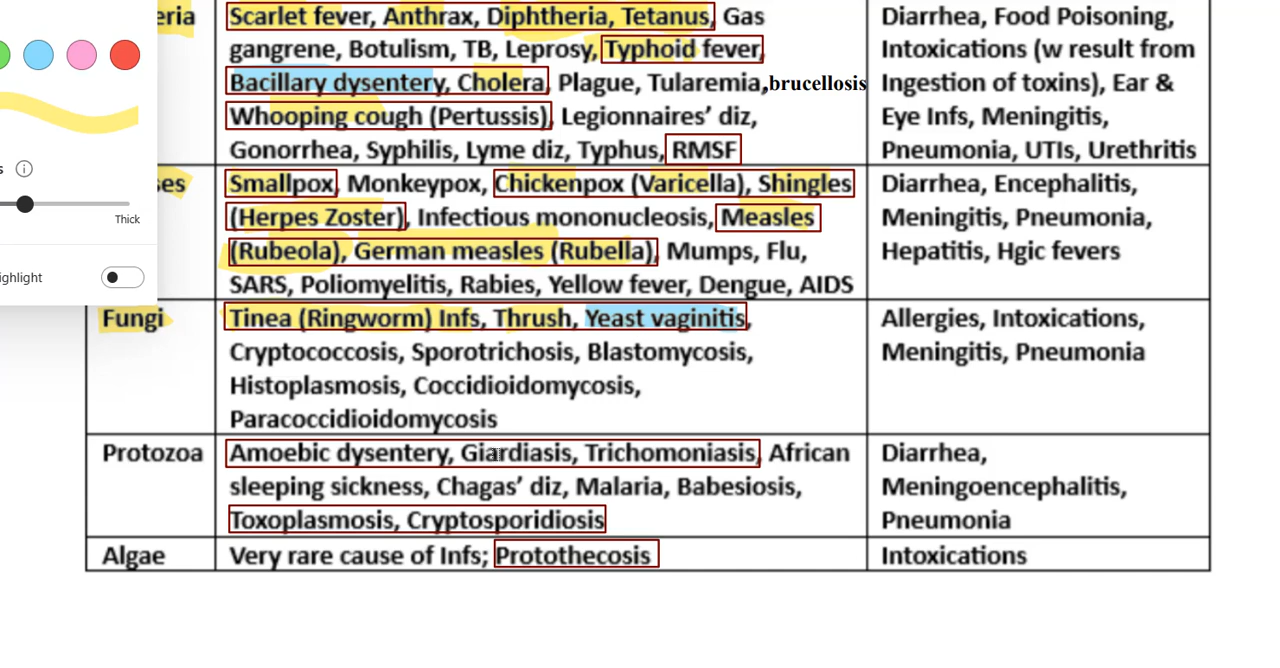 eria
Scarlet fever, Anthrax, Diphtheria, Tetanus, Gas
gangrene, Botulism, TB, Leprosy, Typhoid fever,
Bacillary dysentery, Cholera, Plague, Tularemia,brucellosis
Whooping cough (Pertussis), Legionnaires’ diz,
Gonorrhea, Syphilis, Lyme diz, Typhus, RMSF
Diarrhea, Food Poisoning,
Intoxications (w result from
Ingestion of toxins), Ear &
Eye Infs, Meningitis,
Pneumonia, UTIs, Urethritis
s
Thick
ighlight
ses
Smallpox, Monkeypox, Chickenpox (Varicella), Shingles
(Herpes Zoster), Infectious mononucleosis, Measles
(Rubeola), German measles (Rubella), Mumps, Flu,
SARS, Poliomyelitis, Rabies, Yellow fever, Dengue, AIDS
Diarrhea, Encephalitis,
Meningitis, Pneumonia,
Hepatitis, Hgic fevers
Fungi
Tinea (Ringworm) Infs, Thrush, Yeast vaginitis,
Cryptococcosis, Sporotrichosis, Blastomycosis,
Histoplasmosis, Coccidioidomycosis,
Paracoccidioidomycosis
Allergies, Intoxications,
Meningitis, Pneumonia
Protozoa
Amoebic dysentery, Giardiasis, Trichomoniasis, African
sleeping sickness, Chagas’ diz, Malaria, Babesiosis,
Toxoplasmosis, Cryptosporidiosis
Diarrhea,
Meningoencephalitis,
Pneumonia
Algae
Very rare cause of Infs; Protothecosis
Intoxications